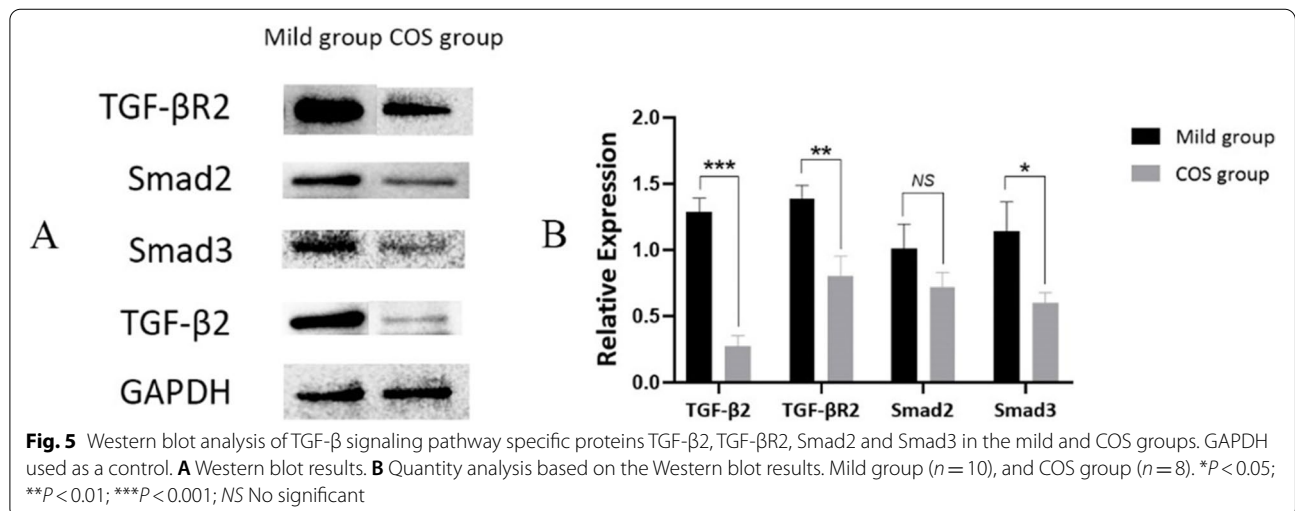 Mild group COS group
TGF-βR2
Smad2
Smad3
TGF-β2
GAPDH
A
B
Relative Expression
2.0
1.5
1.0
0.5
0.0
***
**
NS
*
TGF-β2 TGF-βR2 Smad2 Smad3
Mild group
COS group
Fig. 5 Western blot analysis of TGF-β signaling pathway specific proteins TGF-β2, TGF-βR2, Smad2 and Smad3 in the mild and COS groups. GAPDH
used as a control. A Western blot results. B Quantity analysis based on the Western blot results. Mild group (n = 10), and COS group (n = 8). *P < 0.05;
**P < 0.01; ***P < 0.001; NS No significant